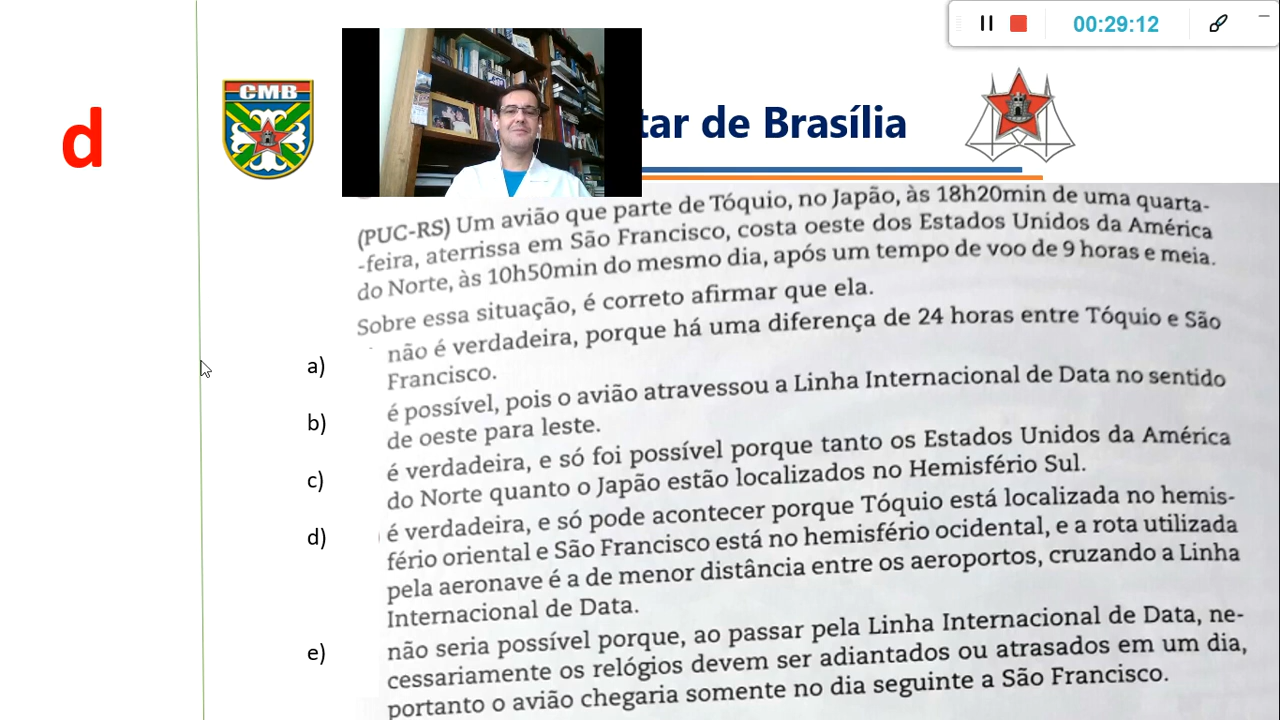 00:29:12
d
CMB
tar de Brasília
(PUC-RS) Um avião que parte de Tóquio, no Japão, às 18h20min de uma quarta-
-feira, aterrissa em São Francisco, costa oeste dos Estados Unidos da América
do Norte, às 10h50min do mesmo dia, após um tempo de voo de 9 horas e meia.
Sobre essa situação, é correto afirmar que ela.
a) não é verdadeira, porque há uma diferença de 24 horas entre Tóquio e São
Francisco.
b) é possível, pois o avião atravessou a Linha Internacional de Data no sentido
de oeste para leste.
c) é verdadeira, e só foi possível porque tanto os Estados Unidos da América
do Norte quanto o Japão estão localizados no Hemisfério Sul.
d) é verdadeira, e só pode acontecer porque Tóquio está localizada no hemis-
fério oriental e São Francisco está no hemisfério ocidental, e a rota utilizada
pela aeronave é a de menor distância entre os aeroportos, cruzando a Linha
Internacional de Data.
e) não seria possível porque, ao passar pela Linha Internacional de Data, ne-
cessariamente os relógios devem ser adiantados ou atrasados em um dia,
portanto o avião chegaria somente no dia seguinte a São Francisco.